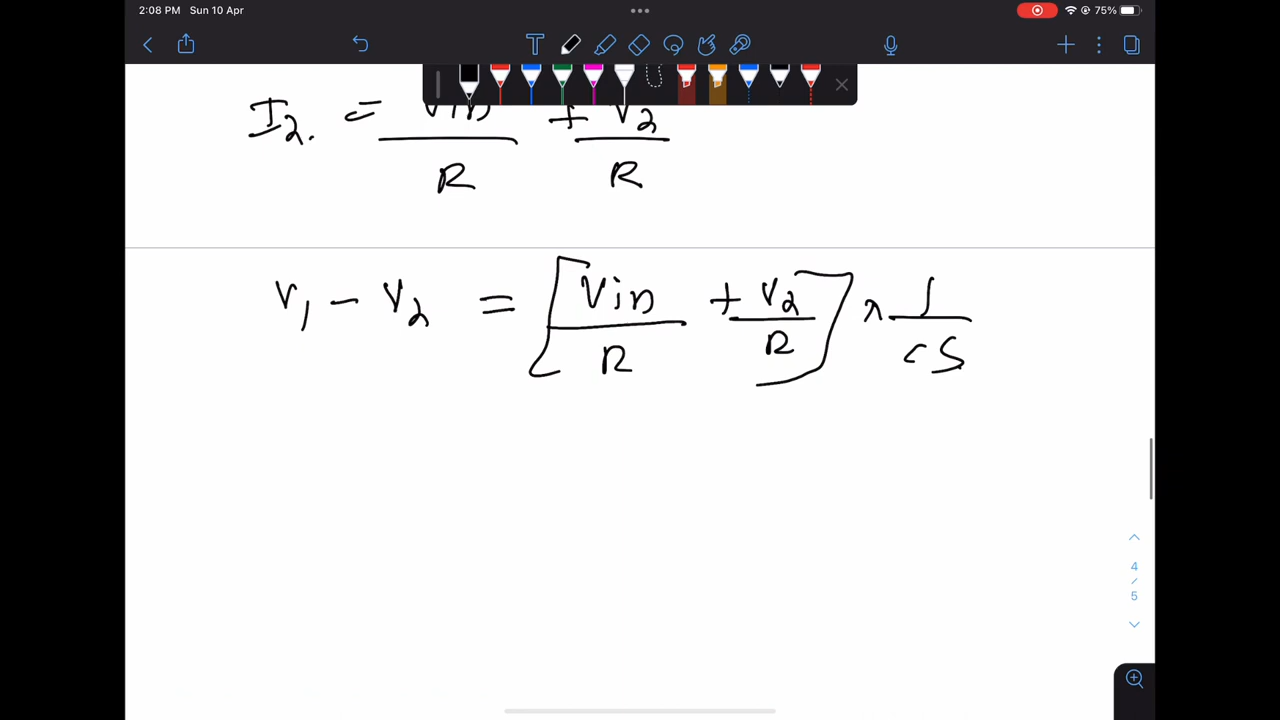 2:08 PM Sun 10 Apr 75%
T
I₂. = Vin/R + V₂/R
V₁ - V₂ = [Vin/R + V₂/R] × 1/CS
4
/
5